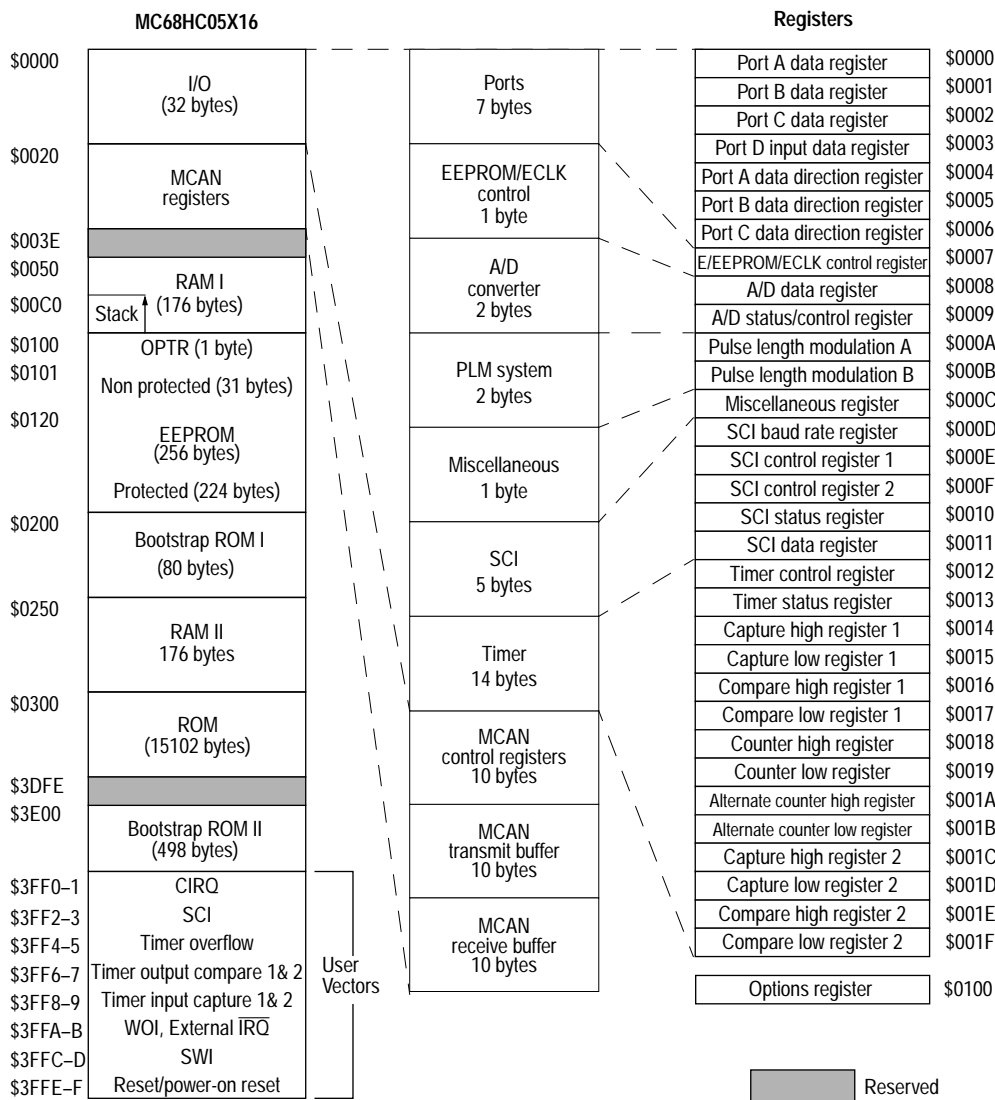 MC68HC05X16
$0000
I/O
(32 bytes)
$0020
MCAN
registers
$003E
$0050
RAM I
(176 bytes)
$00C0
Stack
$0100
OPTR (1 byte)
$0101
Non protected (31 bytes)
$0120
EEPROM
(256 bytes)
Protected (224 bytes)
$0200
Bootstrap ROM I
(80 bytes)
$0250
RAM II
176 bytes
$0300
ROM
(15102 bytes)
$3DFE
$3E00
Bootstrap ROM II
(498 bytes)
$3FF0–1 CIRQ
$3FF2–3 SCI
$3FF4–5 Timer overflow
$3FF6–7 Timer output compare 1& 2
$3FF8–9 Timer input capture 1& 2
$3FFA–B WOI, External IRQ
$3FFC–D SWI
$3FFE–F Reset/power-on reset
User
Vectors
Ports
7 bytes
EEPROM/ECLK
control
1 byte
A/D
converter
2 bytes
PLM system
2 bytes
Miscellaneous
1 byte
SCI
5 bytes
Timer
14 bytes
MCAN
control registers
10 bytes
MCAN
transmit buffer
10 bytes
MCAN
receive buffer
10 bytes
Registers
Port A data register $0000
Port B data register $0001
Port C data register $0002
Port D input data register $0003
Port A data direction register $0004
Port B data direction register $0005
Port C data direction register $0006
E/EEPROM/ECLK control register $0007
A/D data register $0008
A/D status/control register $0009
Pulse length modulation A $000A
Pulse length modulation B $000B
Miscellaneous register $000C
SCI baud rate register $000D
SCI control register 1 $000E
SCI control register 2 $000F
SCI status register $0010
SCI data register $0011
Timer control register $0012
Timer status register $0013
Capture high register 1 $0014
Capture low register 1 $0015
Compare high register 1 $0016
Compare low register 1 $0017
Counter high register $0018
Counter low register $0019
Alternate counter high register $001A
Alternate counter low register $001B
Capture high register 2 $001C
Capture low register 2 $001D
Compare high register 2 $001E
Compare low register 2 $001F
Options register $0100
Reserved